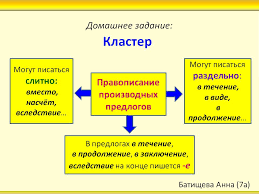 Домашнее задание:
Кластер
Могут писаться
слитно:
вместо,
насчёт,
вследствие...
Правописание
производных
предлогов
Могут писаться
раздельно:
в течение,
в виде,
в
продолжение...
В предлогах в течение,
в продолжение, в заключение,
вследствие на конце пишется -е
Батищева Анна (7а)